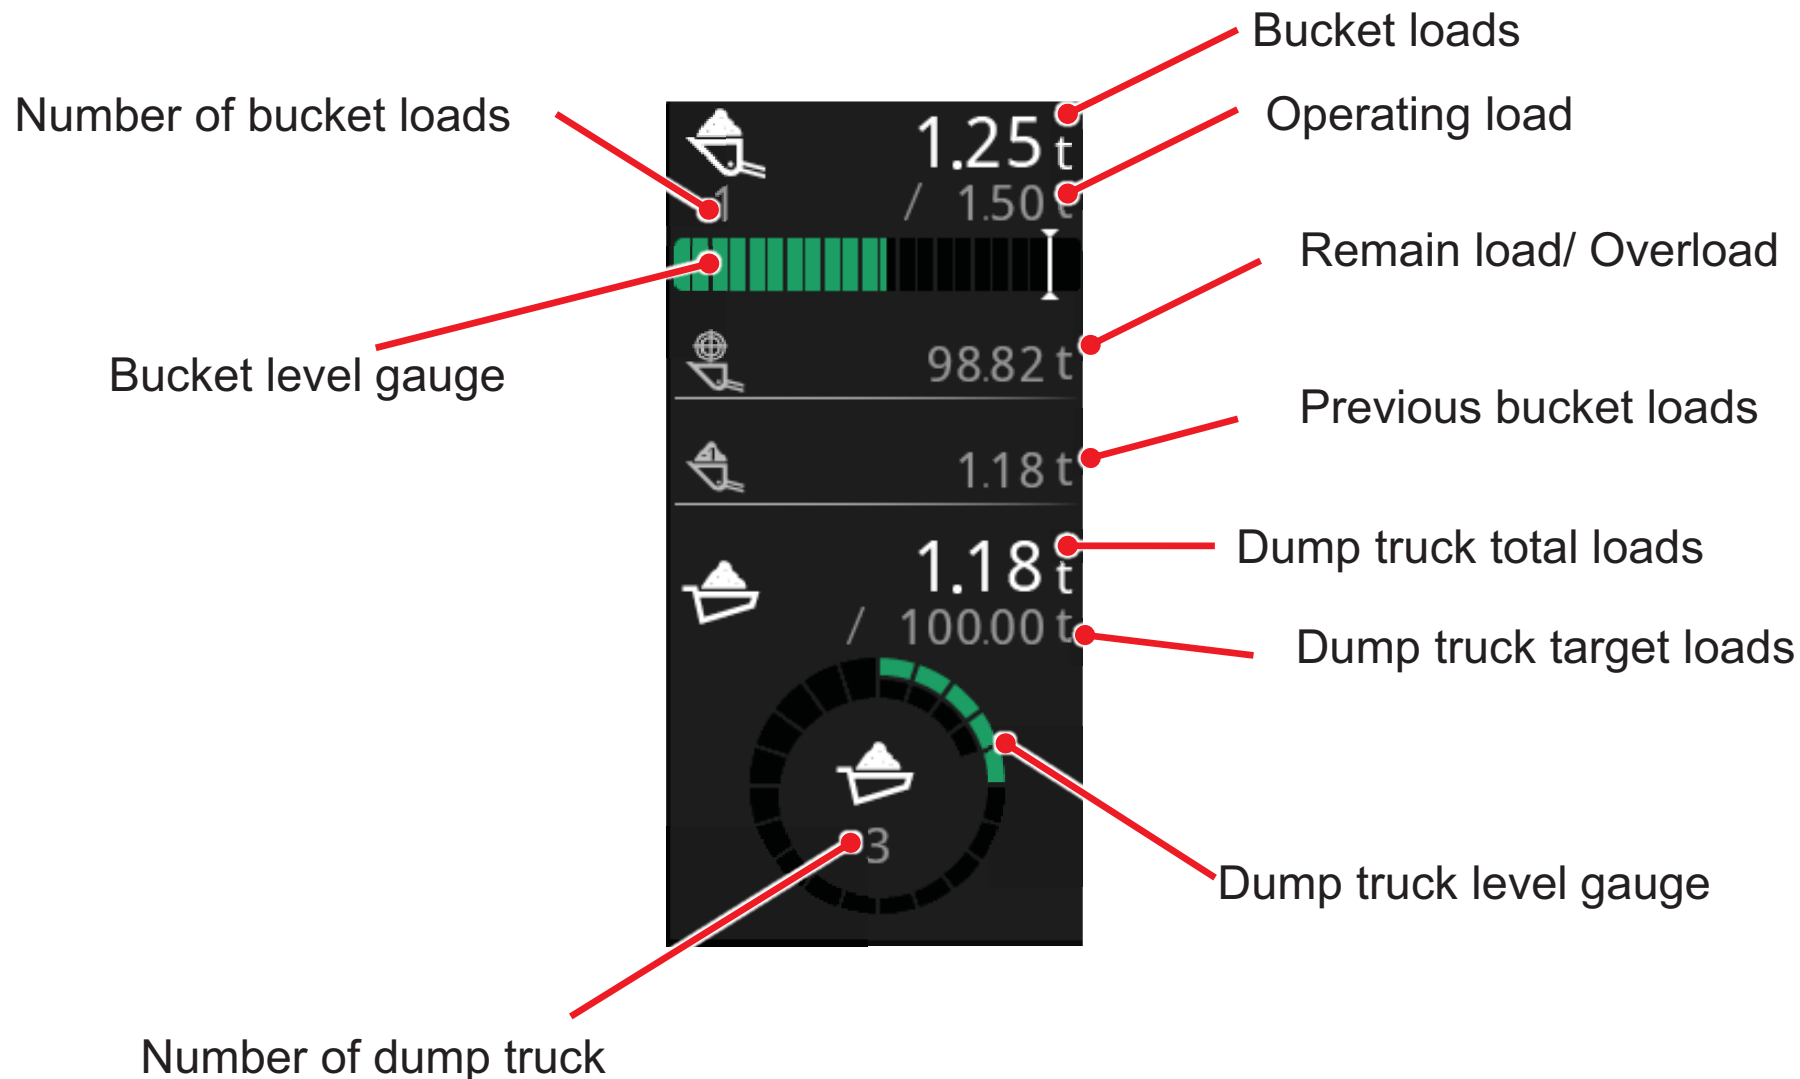 Bucket loads
Number of bucket loads
Operating load
1.25 t
1
/ 1.50 t
Remain load/ Overload
Bucket level gauge
98.82 t
Previous bucket loads
1
1.18 t
Dump truck total loads
1.18 t
/ 100.00 t
Dump truck target loads
3
Dump truck level gauge
Number of dump truck